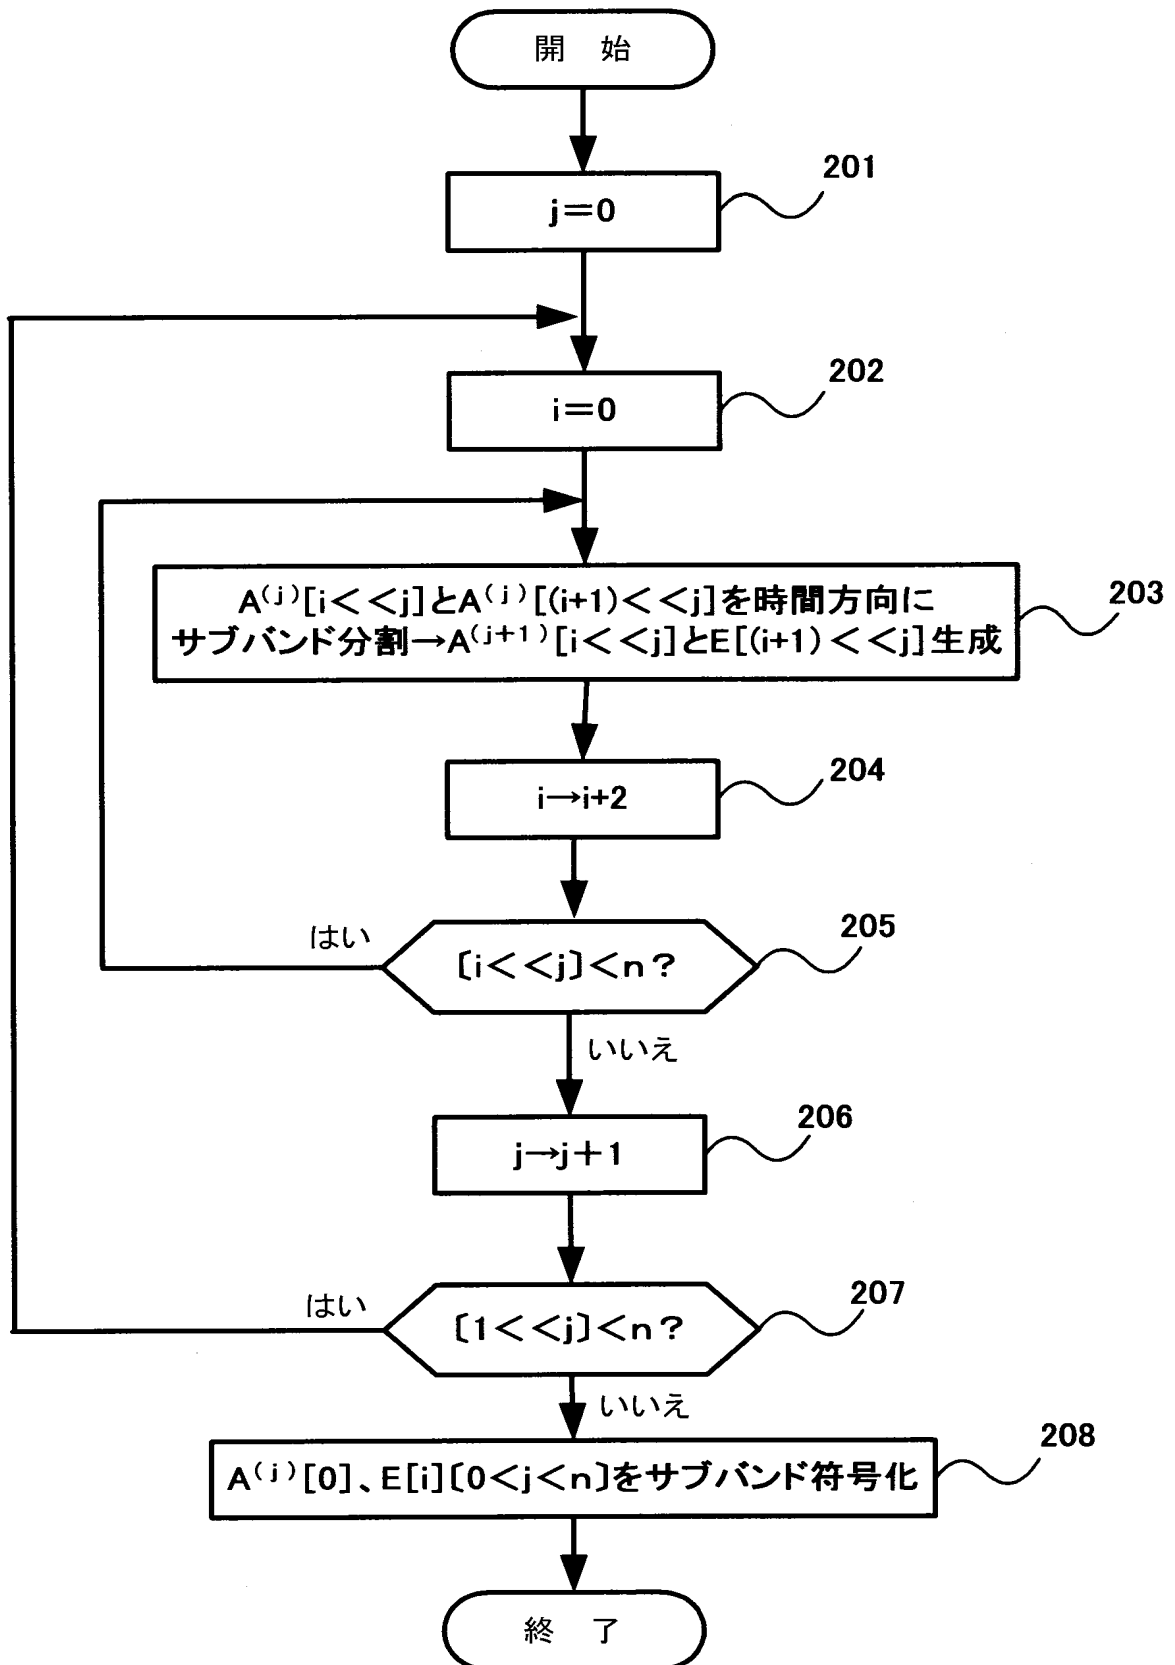 開 始
201
j＝0
202
i＝0
203
A⁽ʲ⁾[i<<j]とA⁽ʲ⁾[(i+1)<<j]を時間方向に
サブバンド分割→A⁽ʲ⁺¹⁾[i<<j]とE[(i+1)<<j]生成
204
i→i+2
205
はい
〔i<<j〕<n？
いいえ
206
j→j＋1
207
はい
〔1<<j〕<n？
いいえ
208
A⁽ʲ⁾[0]、E[i]〔0<j<n〕をサブバンド符号化
終 了